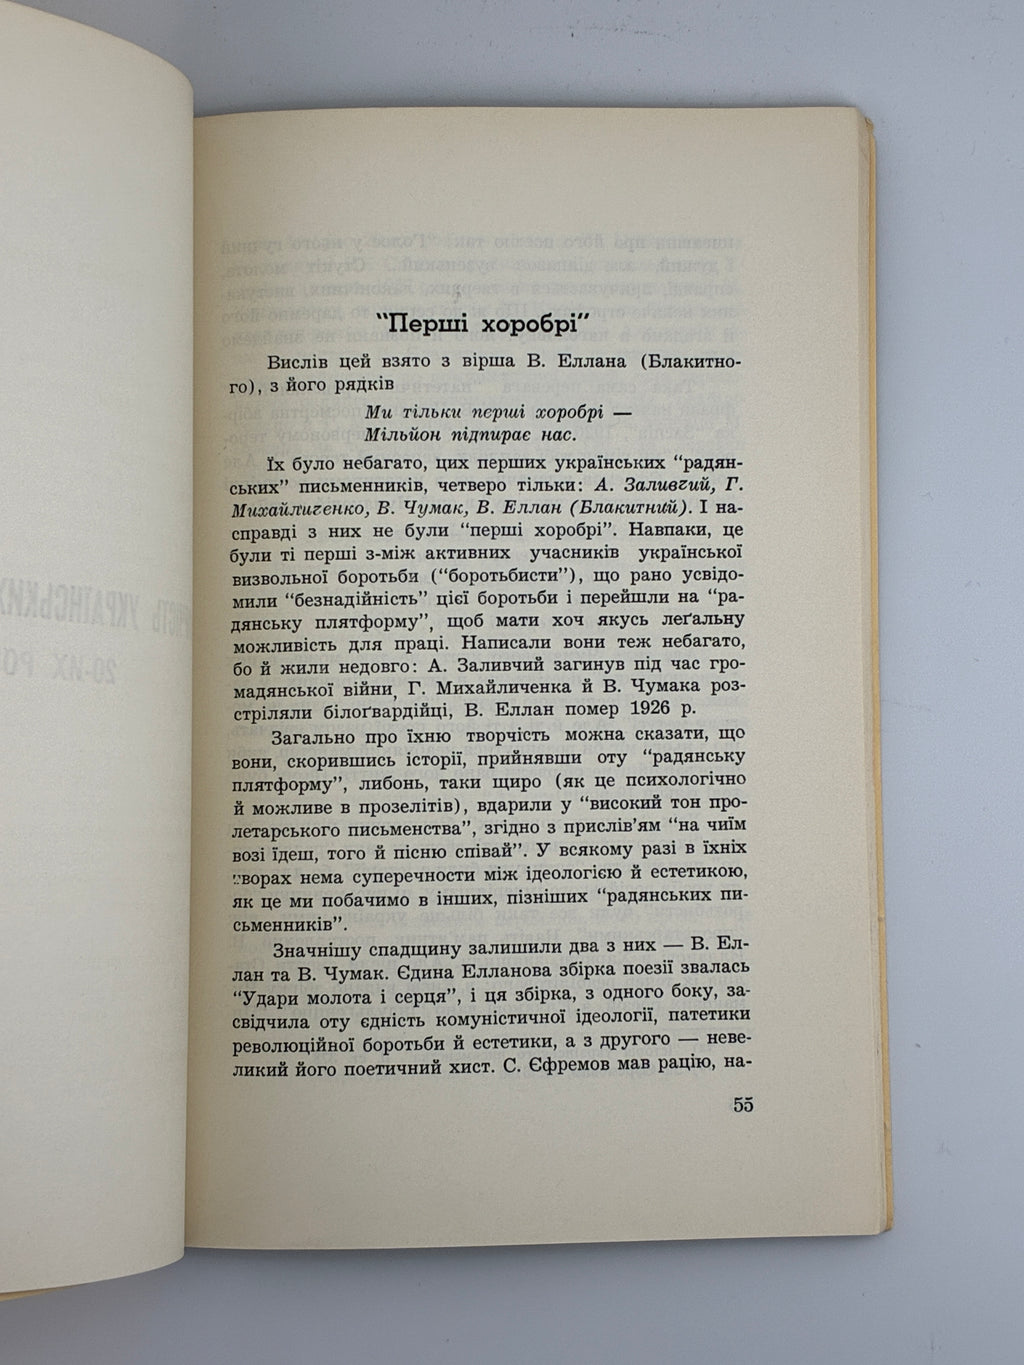 "Перші хоробрі"
Вислів цей взято з вірша В. Еллана (Блакитно-
го), з його рядків
Ми тільки перші хоробрі —
Мільйон підпирає нас.
Їх було небагато, цих перших українських "радян-
ських" письменників, четверо тільки: А. Заливчий, Г.
Михайличенко, В. Чумак, В. Еллан (Блакитний). І на-
справді з них не були "перші хоробрі". Навпаки, це
були ті перші з-між активних учасників української
визвольної боротьби ("боротьбисти"), що рано усвідо-
мили "безнадійність" цієї боротьби і перейшли на "ра-
дянську плятформу", щоб мати хоч якусь леґальну
можливість для праці. Написали вони теж небагато,
бо й жили недовго: А. Заливчий загинув під час гро-
мадянської війни, Г. Михайличенка й В. Чумака роз-
стріляли білоґвардійці, В. Еллан помер 1926 р.
Загально про їхню творчість можна сказати, що
вони, скорившись історії, прийнявши оту "радянську
плятформу", либонь, таки щиро (як це психологічно
й можливе в прозелітів), вдарили у "високий тон про-
летарського письменства", згідно з прислів'ям "на чиїм
возі їдеш, того й пісню співай". У всякому разі в їхніх
творах нема суперечности між ідеологією й естетикою,
як це ми побачимо в інших, пізніших "радянських пи-
сьменників".
Значнішу спадщину залишили два з них — В. Ел-
лан та В. Чумак. Єдина Елланова збірка поезії звалась
"Удари молота і серця", і ця збірка, з одного боку, за-
свідчила оту єдність комуністичної ідеології, патетики
революційної боротьби й естетики, а з другого — неве-
ликий його поетичний хист. С. Єфремов мав рацію, на-
55